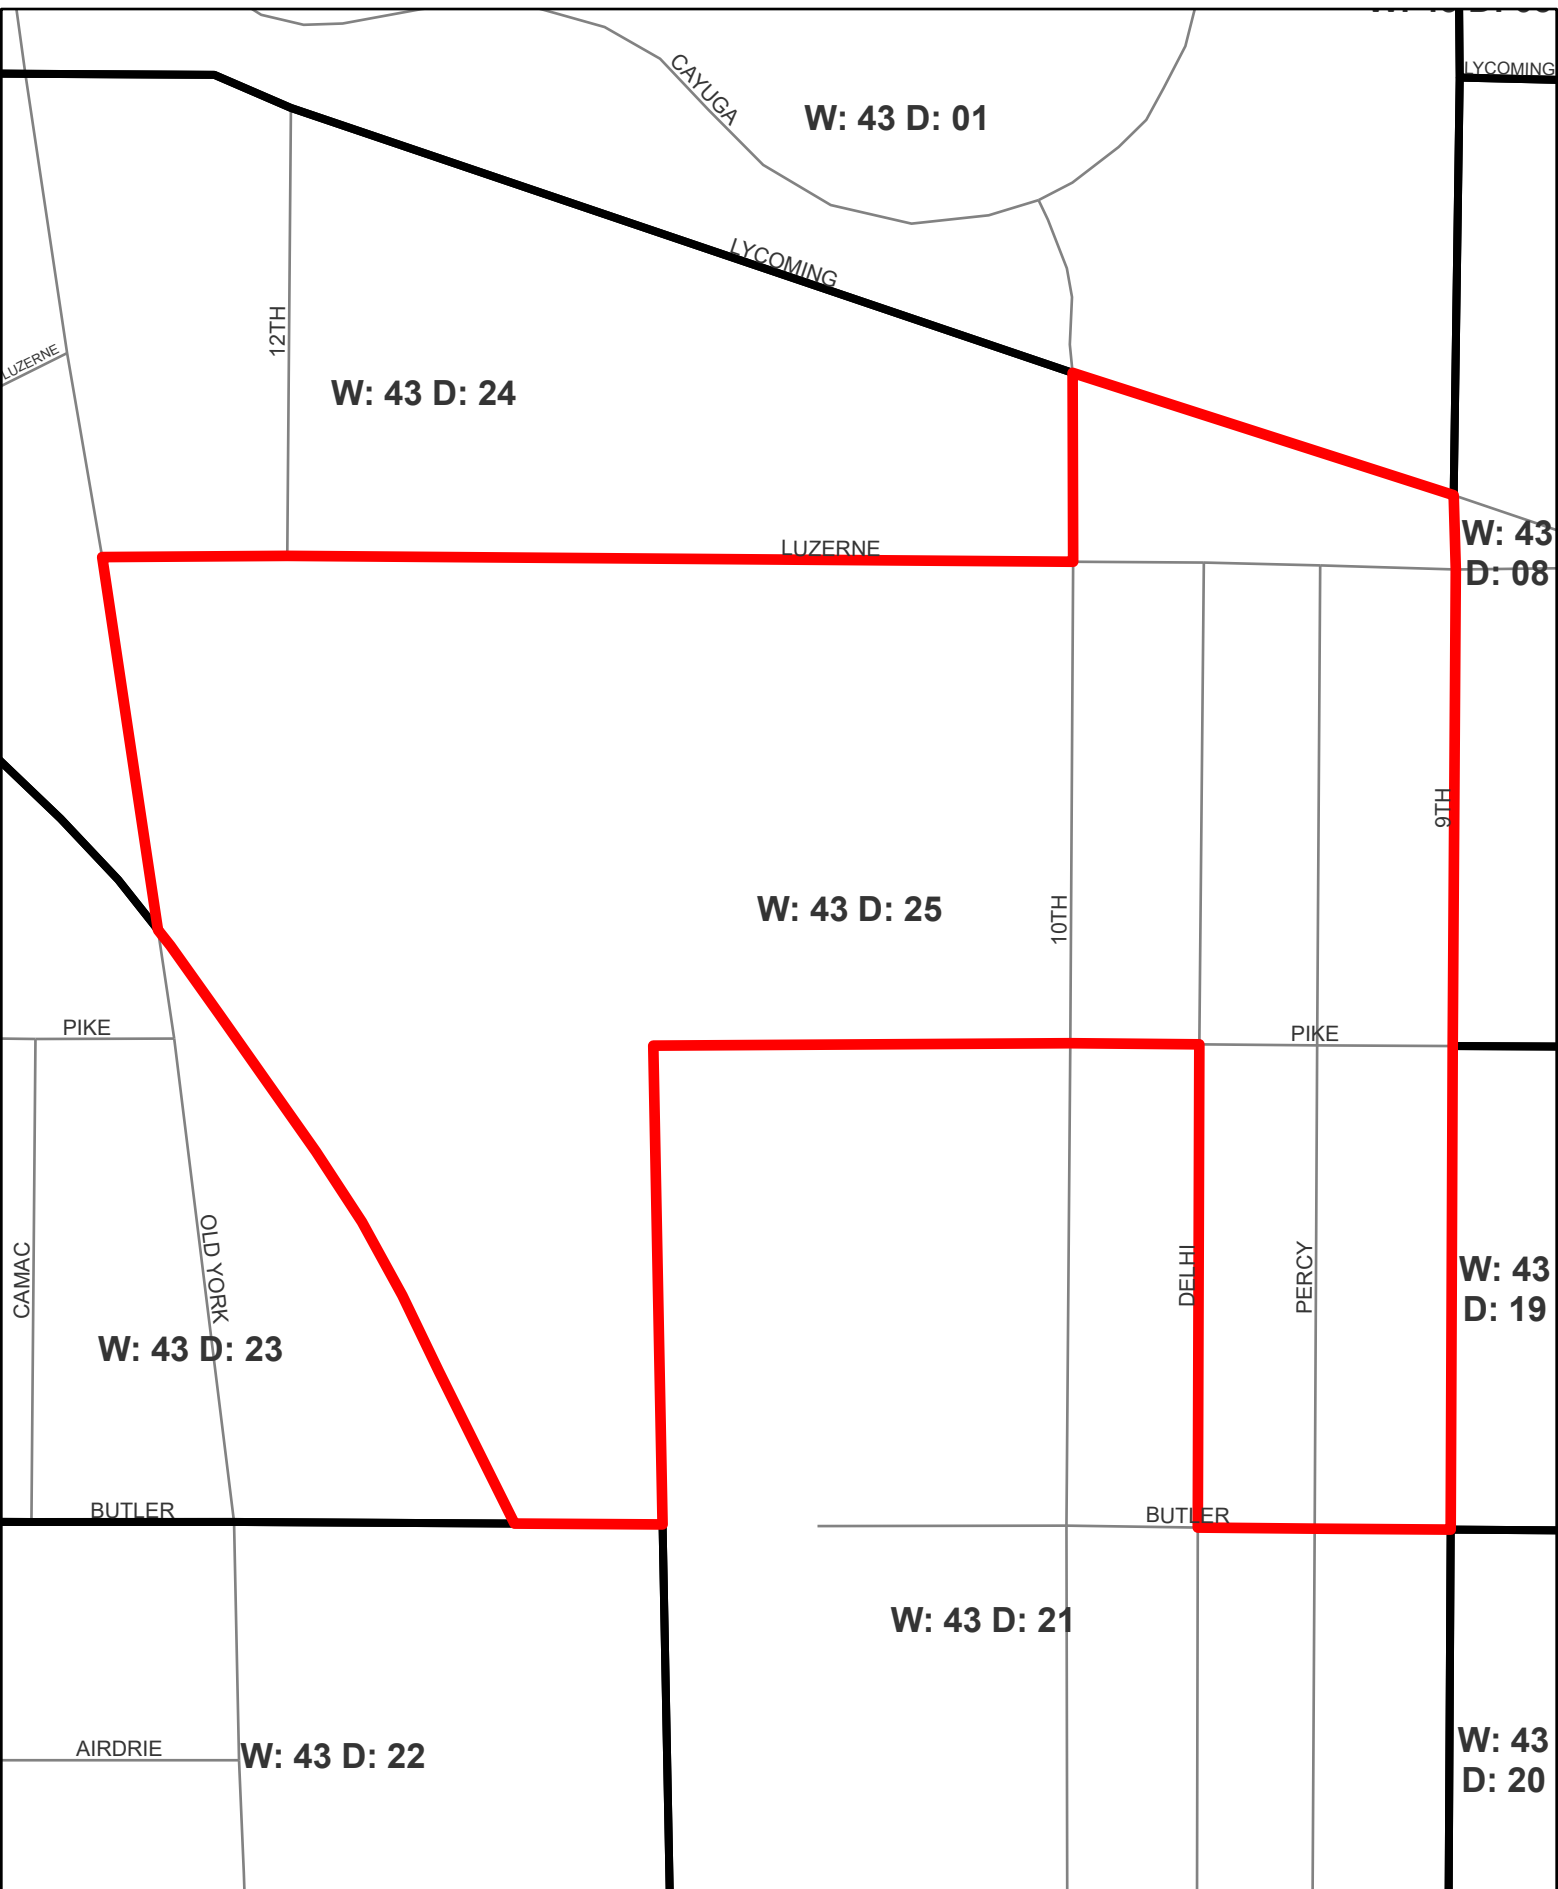 LYCOMING
CAYUGA
W: 43 D: 01
LYCOMING
12TH
LUZERNE
W: 43 D: 24
W: 43
D: 08
LUZERNE
9TH
W: 43 D: 25
10TH
PIKE
PIKE
OLD YORK
CAMAC
DELHI
PERCY
W: 43
D: 19
W: 43 D: 23
BUTLER
BUTLER
W: 43 D: 21
AIRDRIE
W: 43 D: 22
W: 43
D: 20